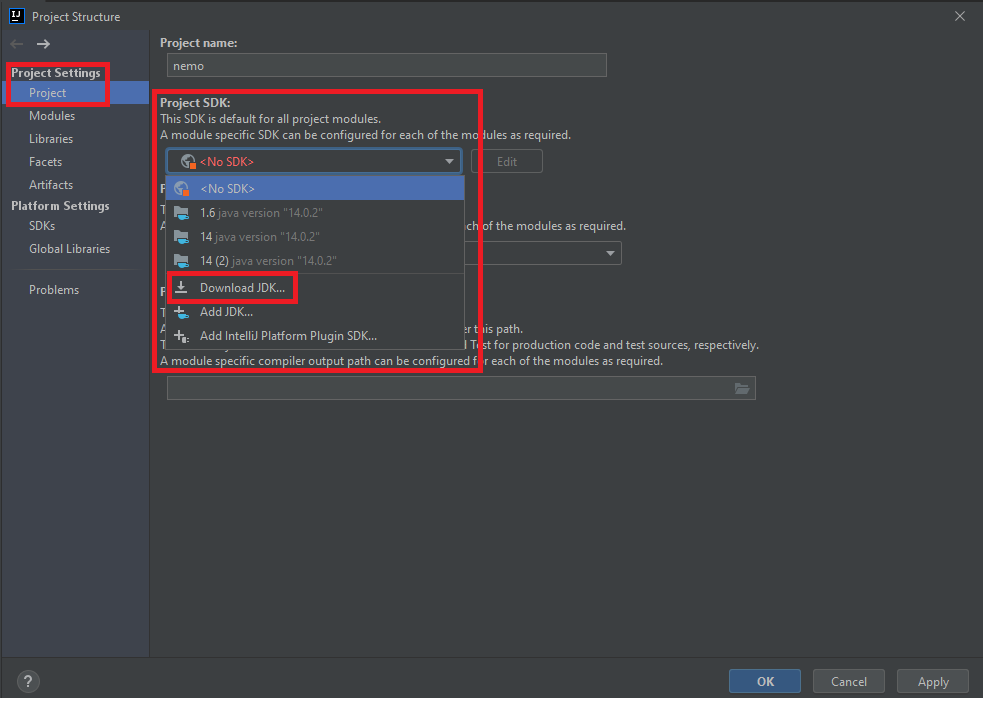 IJ
Project Structure
Project name:
Project Settings
nemo
Project
Project SDK:
Modules
This SDK is default for all project modules.
Libraries
A module specific SDK can be configured for each of the modules as required.
Facets
<No SDK>
Edit
Artifacts
<No SDK>
Platform Settings
1.6 java version "14.0.2"
SDKs
ach of the modules as required.
14 java version "14.0.2"
Global Libraries
14 (2) java version "14.0.2"
Problems
Download JDK...
Add JDK...
er this path.
Add IntelliJ Platform Plugin SDK...
Test for production code and test sources, respectively.
A module specific compiler output path can be configured for each of the modules as required.
?
OK
Cancel
Apply